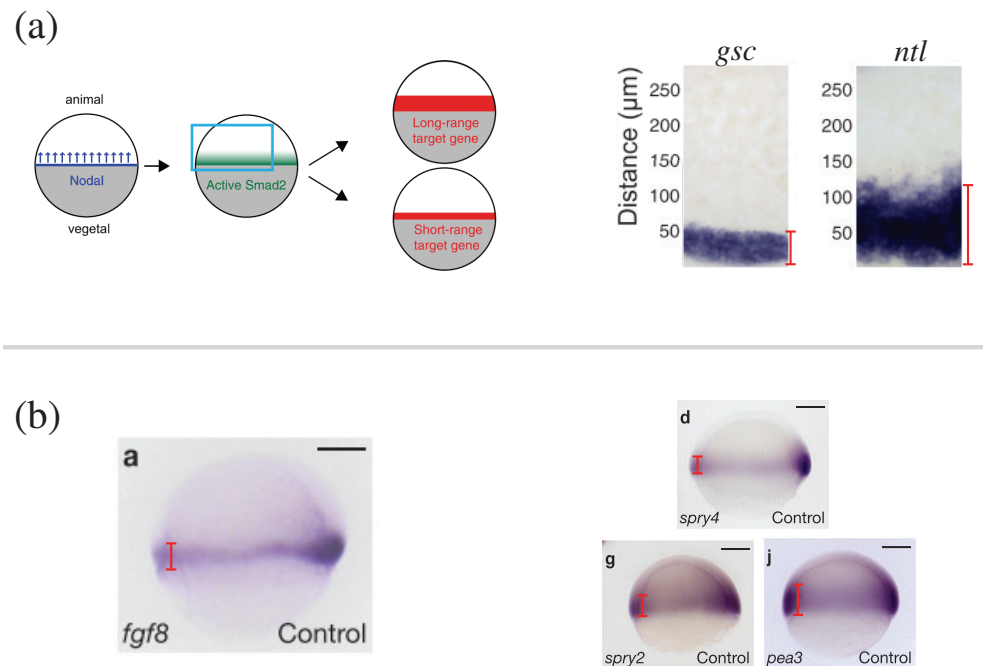 (a)
animal
Nodal
vegetal
Active Smad2
Long-range
target gene
Short-range
target gene
gsc
ntl
Distance (μm)
250
200
150
100
50
250
200
150
100
50
(b)
a
fgf8 Control
d
spry4 Control
g
spry2 Control
j
pea3 Control